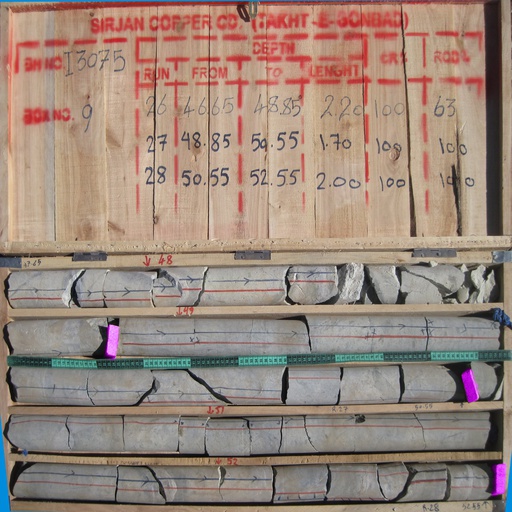 SIRJAN COPPER CO. (TAKHT-E-GONBAD)
BH NO. I3075 DEPTH CR% RQD%
RUN FROM TO LENGHT
BOX NO. 9 26 46.65 48.85 2.20 100 63
27 48.85 50.55 1.70 100 100
28 50.55 52.55 2.00 100 100
48
49
51
52